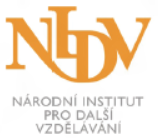 NIDV
NÁRODNÍ INSTITUT
PRO DALŠÍ
VZDĚLÁVÁNÍ